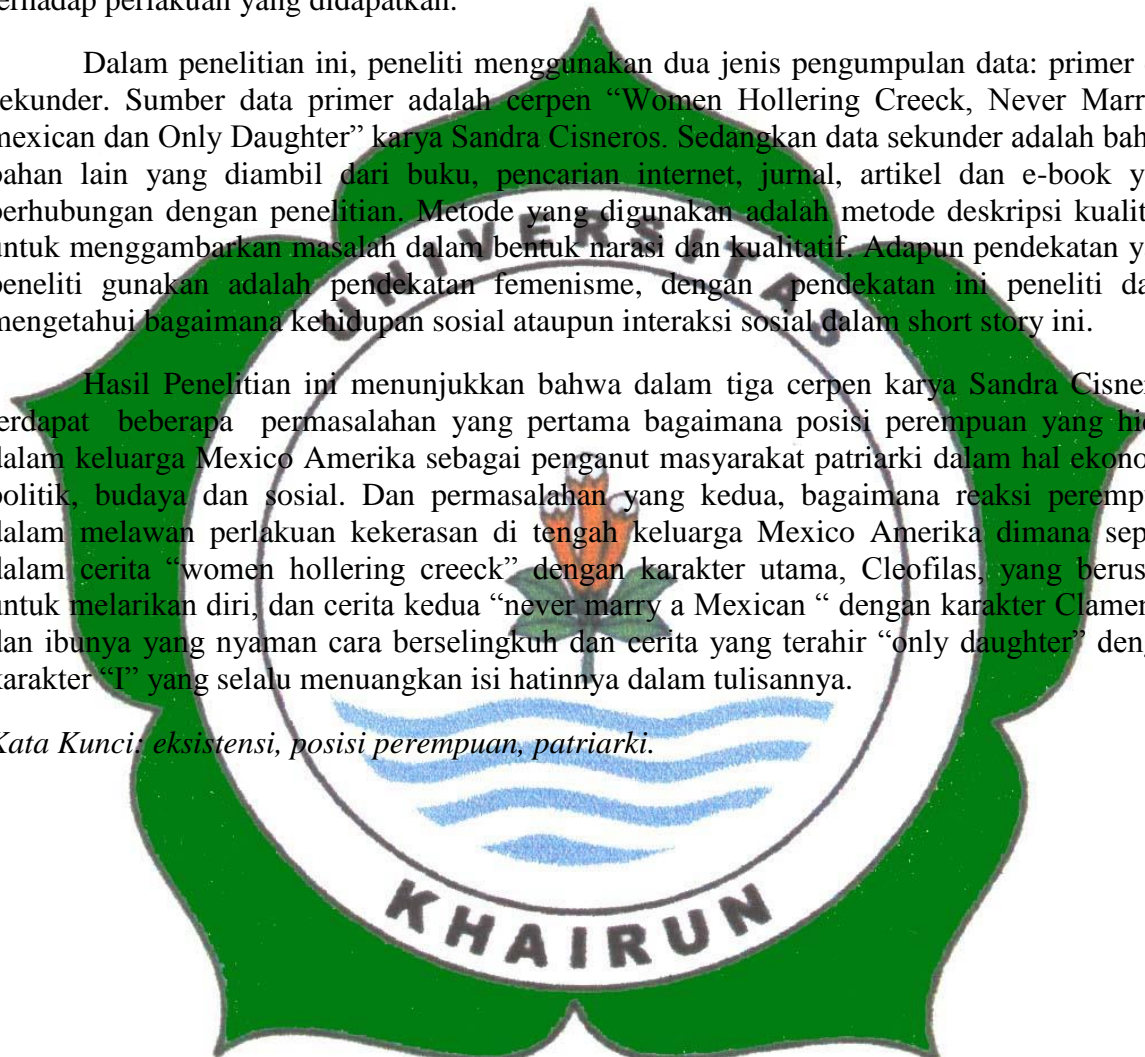 terhadap perlakuan yang didapatkan.
Dalam penelitian ini, peneliti menggunakan dua jenis pengumpulan data: primer
sekunder. Sumber data primer adalah cerpen “Women Hollering Creeck, Never Marr
mexican dan Only Daughter” karya Sandra Cisneros. Sedangkan data sekunder adalah bah
bahan lain yang diambil dari buku, pencarian internet, jurnal, artikel dan e-book y
berhubungan dengan penelitian. Metode yang digunakan adalah metode deskripsi kualit
untuk menggambarkan masalah dalam bentuk narasi dan kualitatif. Adapun pendekatan y
peneliti gunakan adalah pendekatan femenisme, dengan pendekatan ini peneliti da
mengetahui bagaimana kehidupan sosial ataupun interaksi sosial dalam short story ini.
Hasil Penelitian ini menunjukkan bahwa dalam tiga cerpen karya Sandra Cisne
terdapat beberapa permasalahan yang pertama bagaimana posisi perempuan yang hid
dalam keluarga Mexico Amerika sebagai penganut masyarakat patriarki dalam hal ekono
politik, budaya dan sosial. Dan permasalahan yang kedua, bagaimana reaksi peremp
dalam melawan perlakuan kekerasan di tengah keluarga Mexico Amerika dimana sep
dalam cerita “women hollering creeck” dengan karakter utama, Cleofilas, yang berus
untuk melarikan diri, dan cerita kedua “never marry a Mexican “ dengan karakter Clamen
dan ibunya yang nyaman cara berselingkuh dan cerita yang terahir “only daughter” deng
karakter “I” yang selalu menuangkan isi hatinnya dalam tulisannya.
Kata Kunci: eksistensi, posisi perempuan, patriarki.
UNIVERSITAS
KHAIRUN